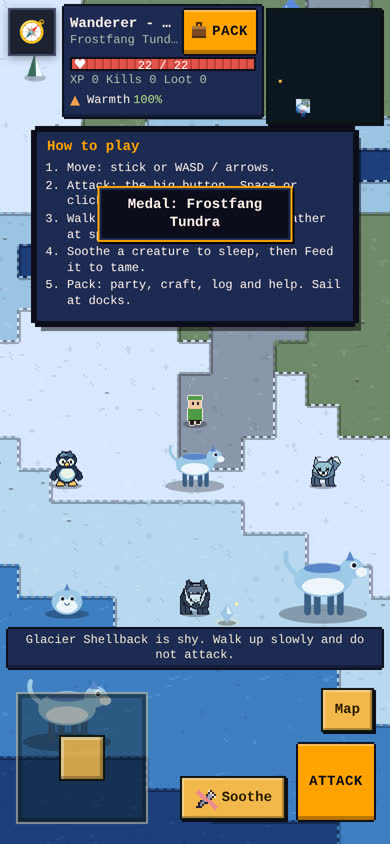 Wanderer - …
Frostfang Tund…
PACK
22 / 22
XP 0 Kills 0 Loot 0
Warmth 100%
How to play
1. Move: stick or WASD / arrows.
2. Attack: the big button, Space or
clic
Medal: Frostfang
Tundra
3. Walk
at s
4. Soothe a creature to sleep, then Feed
it to tame.
5. Pack: party, craft, log and help. Sail
at docks.
Glacier Shellback is shy. Walk up slowly and do
not attack.
Map
ATTACK
Soothe